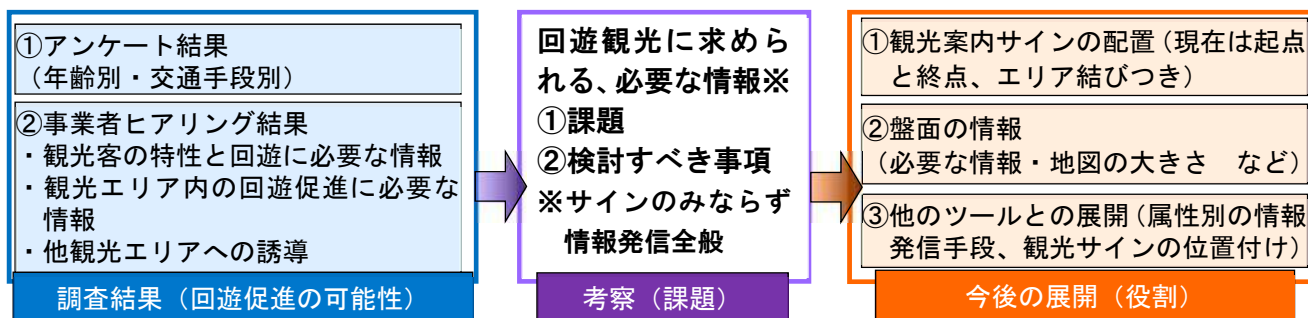 ①アンケート結果
（年齢別・交通手段別）
②事業者ヒアリング結果
・観光客の特性と回遊に必要な情報
・観光エリア内の回遊促進に必要な
情報
・他観光エリアへの誘導
調査結果（回遊促進の可能性）
回遊観光に求めら
れる、必要な情報※
①課題
②検討すべき事項
※サインのみならず
情報発信全般
考察（課題）
①観光案内サインの配置（現在は起点
と終点、エリア結びつき）
②盤面の情報
（必要な情報・地図の大きさ　など）
③他のツールとの展開（属性別の情報
発信手段、観光サインの位置付け）
今後の展開（役割）